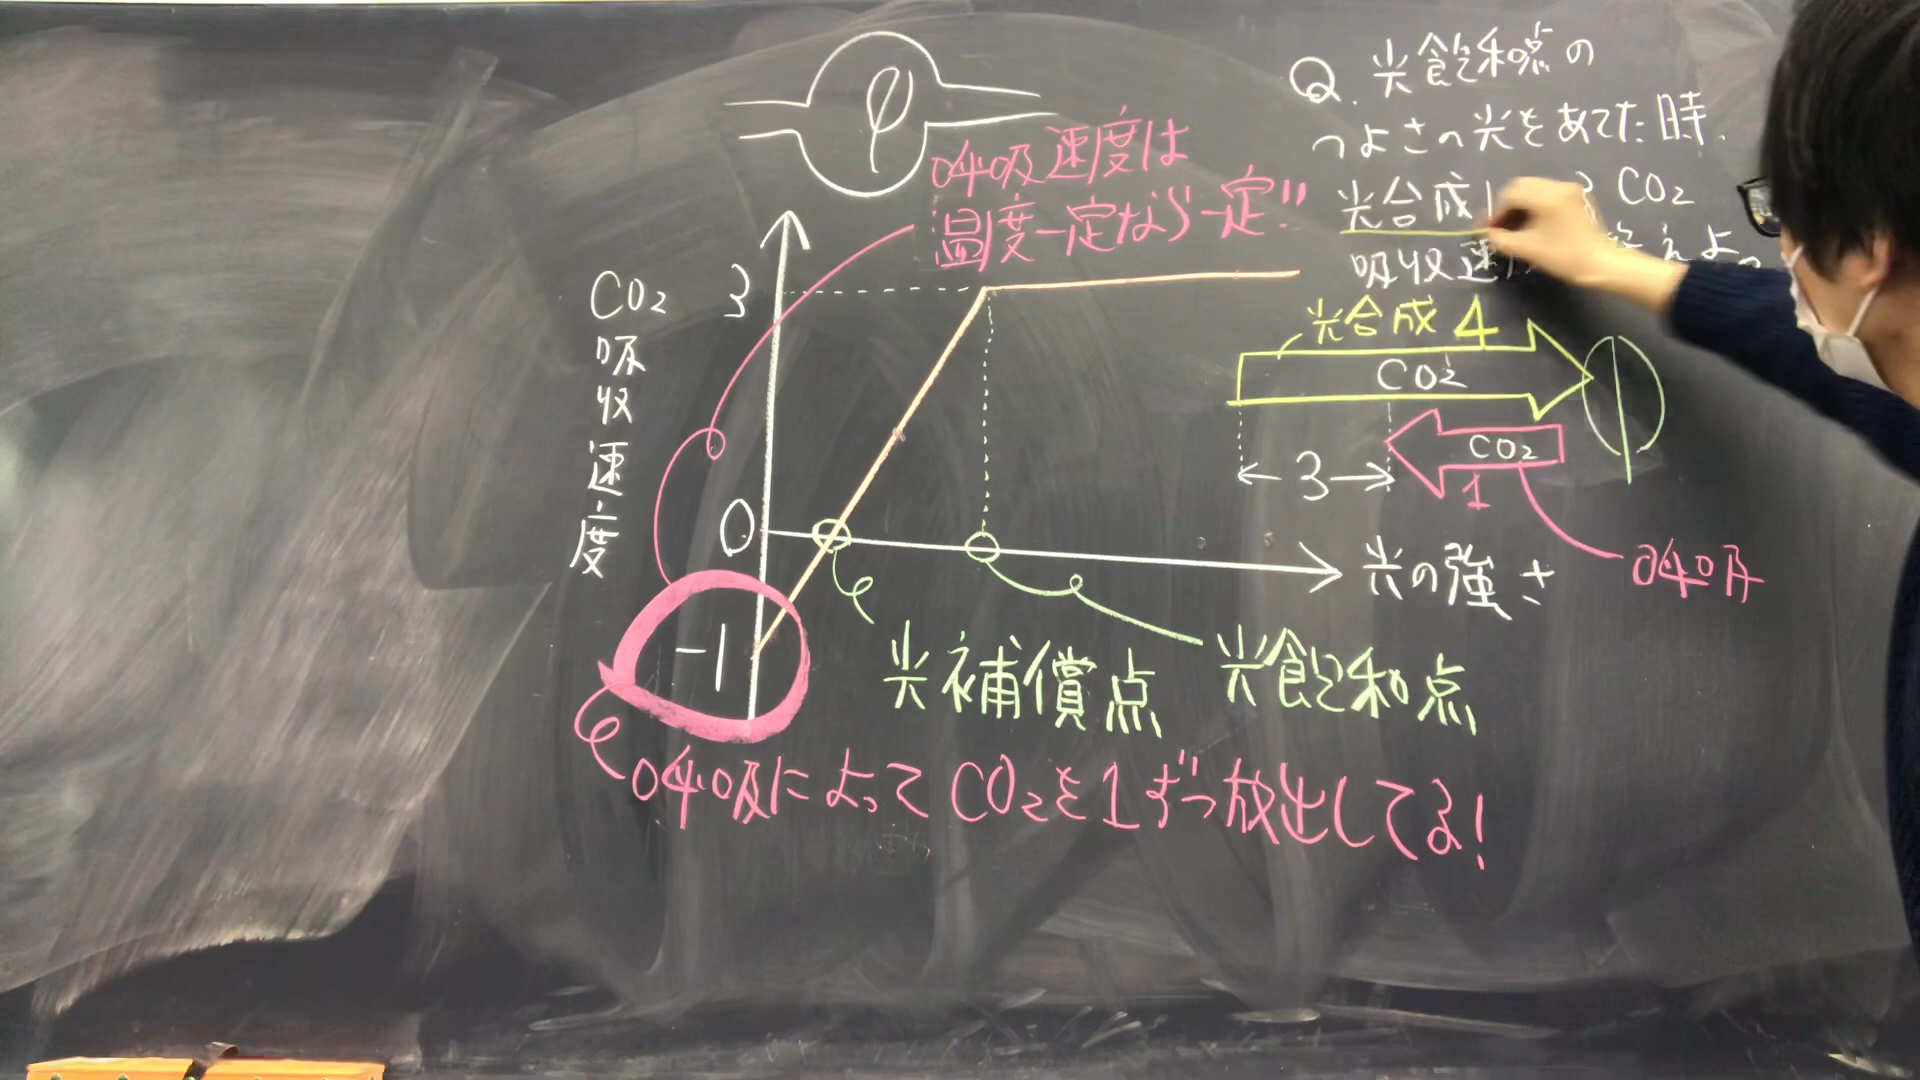 Q. 光飽和点の
つよさの光をあてた時、
光合成 CO2
吸収速 えよ。
呼吸速度は
温度一定なら一定!!
CO2
吸
収
速
度
3
0
-1
光合成 4
CO2
CO2
3
1
呼吸
光の強さ
光補償点
光飽和点
呼吸によってCO2を1ずつ放出してる!